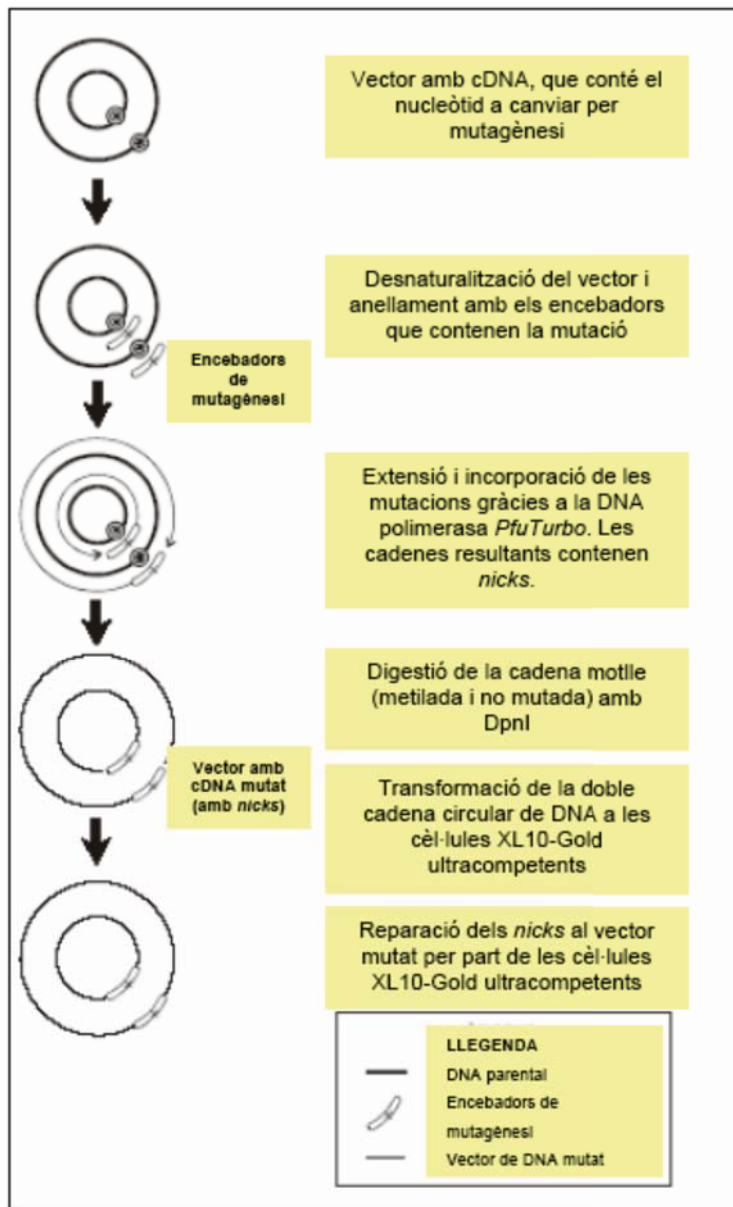 Vector amb cDNA, que conté el
nucleòtid a canviar per
mutagènesi
Desnaturalització del vector i
anellament amb els encebadors
que contenen la mutació
Encebadors
de
mutagènesi
Extensió i incorporació de les
mutacions gràcies a la DNA
polimerasa PfuTurbo. Les
cadenes resultants contenen
nicks.
Digestió de la cadena motlle
(metilada i no mutada) amb
DpnI
Vector amb
cDNA mutat
(amb nicks)
Transformació de la doble
cadena circular de DNA a les
cèl·lules XL10-Gold
ultracompetents
Reparació dels nicks al vector
mutat per part de les cèl·lules
XL10-Gold ultracompetents
LLEGENDA
DNA parental
Encebadors de
mutagènesi
Vector de DNA mutat